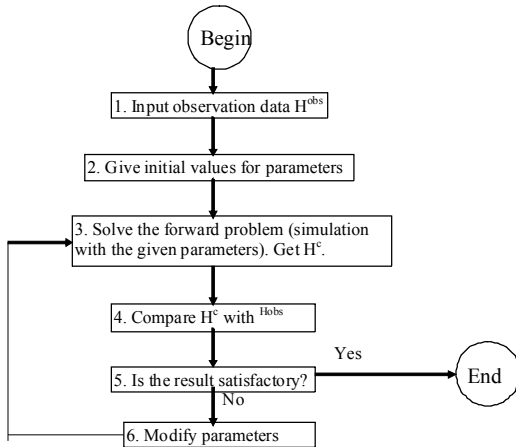 Begin
1. Input observation data H^obs
2. Give initial values for parameters
3. Solve the forward problem (simulation
with the given parameters). Get H^c.
4. Compare H^c with ^Hobs
5. Is the result satisfactory?
Yes
End
No
6. Modify parameters